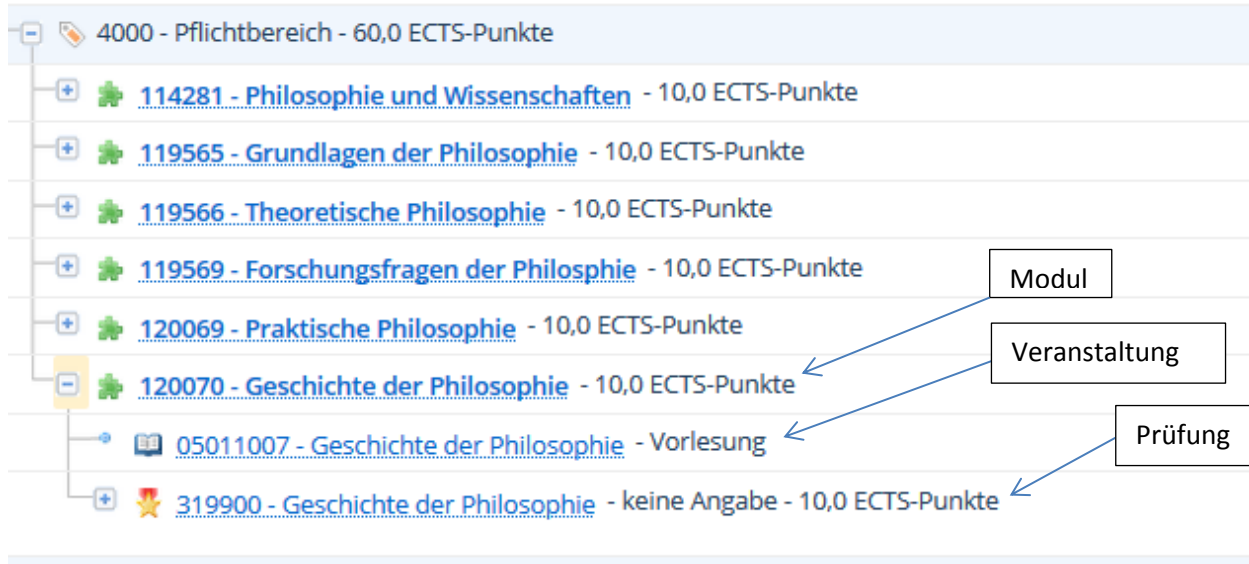 4000 - Pflichtbereich - 60,0 ECTS-Punkte
114281 - Philosophie und Wissenschaften - 10,0 ECTS-Punkte
119565 - Grundlagen der Philosophie - 10,0 ECTS-Punkte
119566 - Theoretische Philosophie - 10,0 ECTS-Punkte
119569 - Forschungsfragen der Philosphie - 10,0 ECTS-Punkte
Modul
120069 - Praktische Philosophie - 10,0 ECTS-Punkte
Veranstaltung
120070 - Geschichte der Philosophie - 10,0 ECTS-Punkte
Prüfung
05011007 - Geschichte der Philosophie - Vorlesung
319900 - Geschichte der Philosophie - keine Angabe - 10,0 ECTS-Punkte